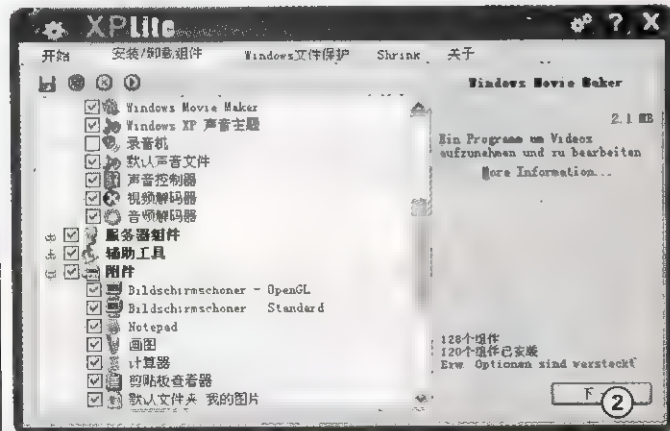 XPLite
开始 安装/卸载组件 Windows文件保护 Shrink 关于
Windows Movie Maker
Windows XP 声音主题
录音机
默认声音文件
声音控制器
视频解码器
音频解码器
服务器组件
辅助工具
附件
Bildschirmschoner - OpenGL
Bildschirmschoner Standard
Notepad
画图
计算器
剪贴板查看器
默认文件夹 我的图片
Windows Movie Maker
2.1 MB
Ein Programm um Videos
aufzunehmen und zu bearbeiten
More Information...
128个组件
120个组件已安装
Erw. Optionen sind versteckt
下
2